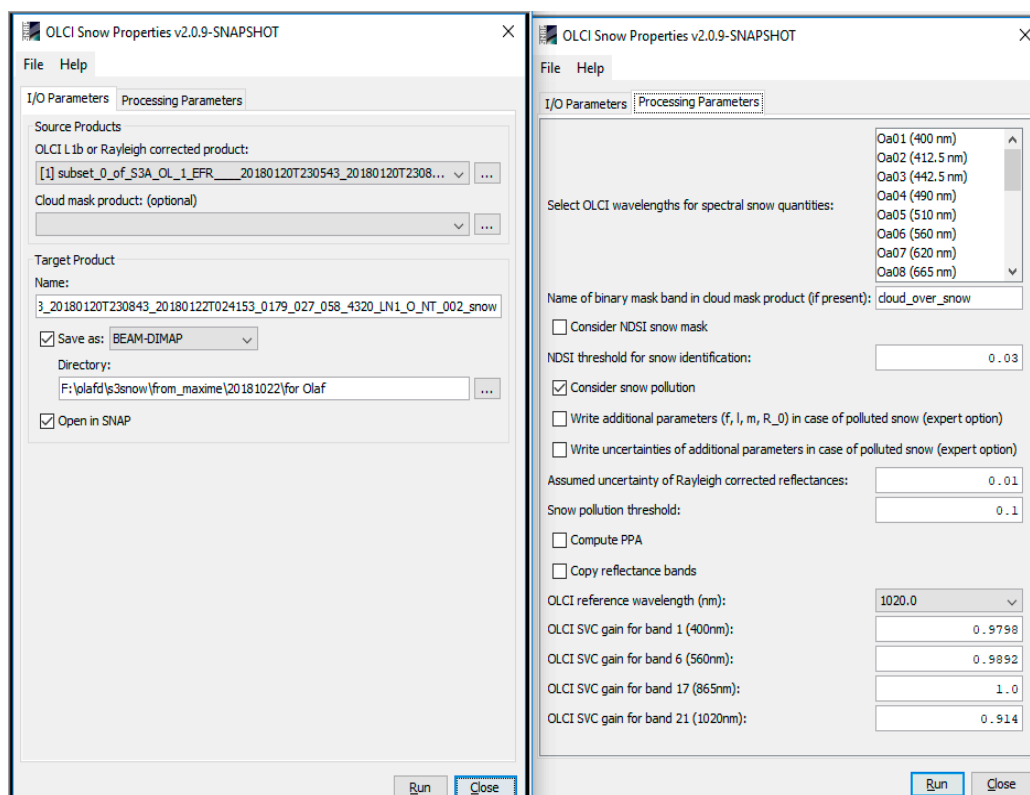 OLCI Snow Properties v2.0.9-SNAPSHOT
File Help
I/O Parameters Processing Parameters
Source Products
OLCI L1b or Rayleigh corrected product:
[1] subset_0_of_S3A_OL_1_EFR____20180120T230543_20180120T2308... ...
Cloud mask product: (optional)
...
Target Product
Name:
3_20180120T230843_20180122T024153_0179_027_058_4320_LN1_O_NT_002_snow
Save as: BEAM-DIMAP
Directory:
F:\olafd\s3snow\from_maxime\20181022\for Olaf ...
Open in SNAP
Run Close
OLCI Snow Properties v2.0.9-SNAPSHOT
File Help
I/O Parameters Processing Parameters
Select OLCI wavelengths for spectral snow quantities:
Oa01 (400 nm)
Oa02 (412.5 nm)
Oa03 (442.5 nm)
Oa04 (490 nm)
Oa05 (510 nm)
Oa06 (560 nm)
Oa07 (620 nm)
Oa08 (665 nm)
Name of binary mask band in cloud mask product (if present): cloud_over_snow
Consider NDSI snow mask
NDSI threshold for snow identification: 0.03
Consider snow pollution
Write additional parameters (f, l, m, R_0) in case of polluted snow (expert option)
Write uncertainties of additional parameters in case of polluted snow (expert option)
Assumed uncertainty of Rayleigh corrected reflectances: 0.01
Snow pollution threshold: 0.1
Compute PPA
Copy reflectance bands
OLCI reference wavelength (nm): 1020.0
OLCI SVC gain for band 1 (400nm): 0.9798
OLCI SVC gain for band 6 (560nm): 0.9892
OLCI SVC gain for band 17 (865nm): 1.0
OLCI SVC gain for band 21 (1020nm): 0.914
Run Close